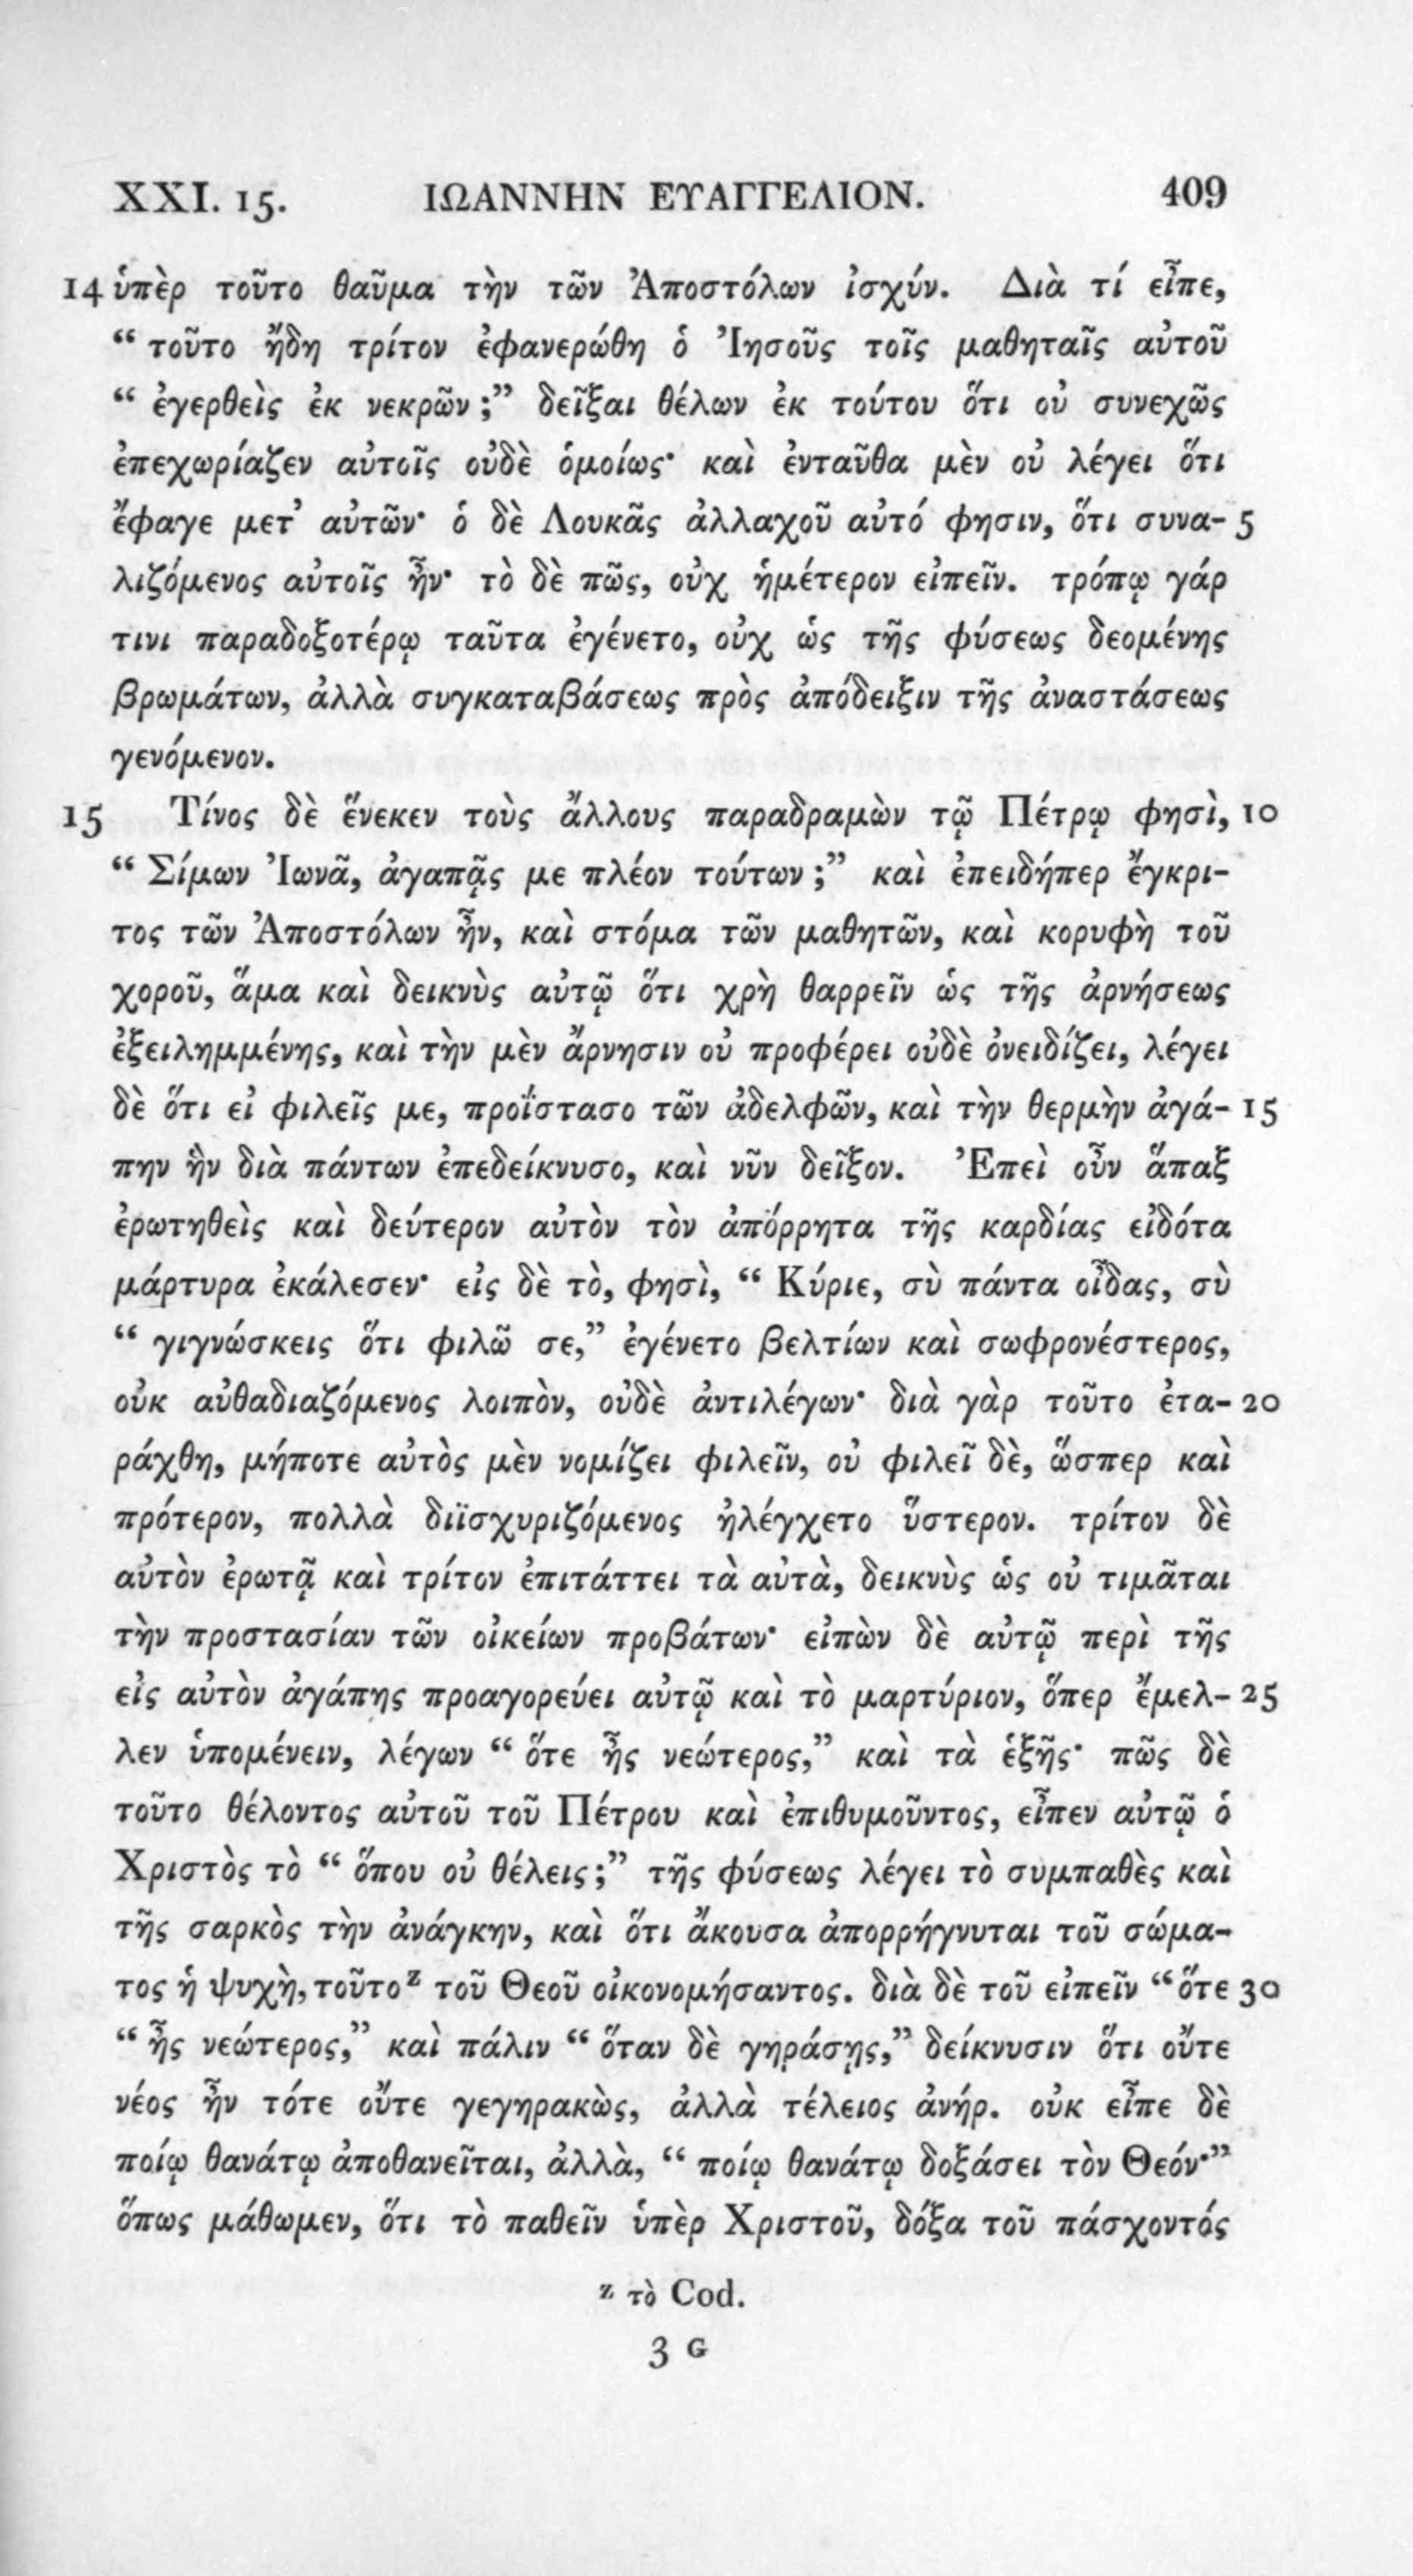 XXI. 15. ΙΩΑΝΝΗΝ ΕΥΑΓΓΕΛΙΟΝ. 409
14 ὑπὲρ τοῦτο θαῦμα τὴν τῶν Ἀποστόλων ἰσχύν. Διὰ τί εἶπε,
“ τοῦτο ἤδη τρίτον ἐφανερώθη ὁ Ἰησοῦς τοῖς μαθηταῖς αὐτοῦ
“ ἐγερθεὶς ἐκ νεκρῶν ;” δεῖξαι θέλων ἐκ τούτου ὅτι οὐ συνεχῶς
ἐπεχωρίαζεν αὐτοῖς οὐδὲ ὁμοίως· καὶ ἐνταῦθα μὲν οὐ λέγει ὅτι
ἔφαγε μετ’ αὐτῶν· ὁ δὲ Λουκᾶς ἀλλαχοῦ αὐτό φησιν, ὅτι συνα- 5
λιζόμενος αὐτοῖς ἦν· τὸ δὲ πῶς, οὐχ ἡμέτερον εἰπεῖν. τρόπῳ γάρ
τινι παραδοξοτέρῳ ταῦτα ἐγένετο, οὐχ ὡς τῆς φύσεως δεομένης
βρωμάτων, ἀλλὰ συγκαταβάσεως πρὸς ἀπόδειξιν τῆς ἀναστάσεως
γενόμενον.
15 Τίνος δὲ ἕνεκεν τοὺς ἄλλους παραδραμὼν τῷ Πέτρῳ φησὶ, 10
“ Σίμων Ἰωνᾶ, ἀγαπᾷς με πλέον τούτων ;” καὶ ἐπειδήπερ ἔγκρι-
τος τῶν Ἀποστόλων ἦν, καὶ στόμα τῶν μαθητῶν, καὶ κορυφὴ τοῦ
χοροῦ, ἅμα καὶ δεικνὺς αὐτῷ ὅτι χρὴ θαρρεῖν ὡς τῆς ἀρνήσεως
ἐξειλημμένης, καὶ τὴν μὲν ἄρνησιν οὐ προφέρει οὐδὲ ὀνειδίζει, λέγει
δὲ ὅτι εἰ φιλεῖς με, προΐστασο τῶν ἀδελφῶν, καὶ τὴν θερμὴν ἀγά- 15
πην ἣν διὰ πάντων ἐπεδείκνυσο, καὶ νῦν δεῖξον. Ἐπεὶ οὖν ἅπαξ
ἐρωτηθεὶς καὶ δεύτερον αὐτὸν τὸν ἀπόρρητα τῆς καρδίας εἰδότα
μάρτυρα ἐκάλεσεν· εἰς δὲ τὸ, φησὶ, “ Κύριε, σὺ πάντα οἶδας, σὺ
“ γιγνώσκεις ὅτι φιλῶ σε,” ἐγένετο βελτίων καὶ σωφρονέστερος,
οὐκ αὐθαδιαζόμενος λοιπὸν, οὐδὲ ἀντιλέγων· διὰ γὰρ τοῦτο ἐτα- 20
ράχθη, μήποτε αὐτὸς μὲν νομίζει φιλεῖν, οὐ φιλεῖ δὲ, ὥσπερ καὶ
πρότερον, πολλὰ διϊσχυριζόμενος ἠλέγχετο ὕστερον. τρίτον δὲ
αὐτὸν ἐρωτᾷ καὶ τρίτον ἐπιτάττει τὰ αὐτὰ, δεικνὺς ὡς οὐ τιμᾶται
τὴν προστασίαν τῶν οἰκείων προβάτων· εἰπὼν δὲ αὐτῷ περὶ τῆς
εἰς αὐτὸν ἀγάπης προαγορεύει αὐτῷ καὶ τὸ μαρτύριον, ὅπερ ἔμελ- 25
λεν ὑπομένειν, λέγων “ ὅτε ἦς νεώτερος,” καὶ τὰ ἑξῆς· πῶς δὲ
τοῦτο θέλοντος αὐτοῦ τοῦ Πέτρου καὶ ἐπιθυμοῦντος, εἶπεν αὐτῷ ὁ
Χριστὸς τὸ “ ὅπου οὐ θέλεις ;” τῆς φύσεως λέγει τὸ συμπαθὲς καὶ
τῆς σαρκὸς τὴν ἀνάγκην, καὶ ὅτι ἄκουσα ἀπορρήγνυται τοῦ σώμα-
τος ἡ ψυχὴ, τοῦτο ᶻ τοῦ Θεοῦ οἰκονομήσαντος. διὰ δὲ τοῦ εἰπεῖν “ ὅτε 30
“ ἦς νεώτερος,” καὶ πάλιν “ ὅταν δὲ γηράσῃς,” δείκνυσιν ὅτι οὔτε
νέος ἦν τότε οὔτε γεγηρακὼς, ἀλλὰ τέλειος ἀνήρ. οὐκ εἶπε δὲ
ποίῳ θανάτῳ ἀποθανεῖται, ἀλλὰ, “ ποίῳ θανάτῳ δοξάσει τὸν Θεόν·”
ὅπως μάθωμεν, ὅτι τὸ παθεῖν ὑπὲρ Χριστοῦ, δόξα τοῦ πάσχοντός
ᶻ τὸ Cod.
3 G